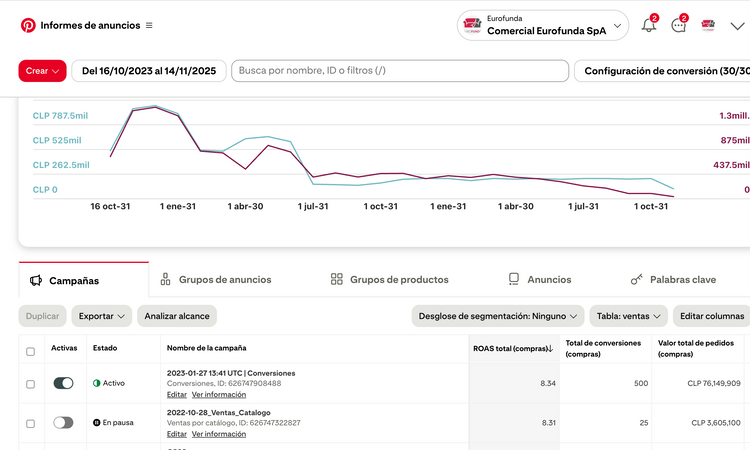 Informes de anuncios
Eurofunda
Comercial Eurofunda SpA
2
2
Crear
Del 16/10/2023 al 14/11/2025
Busca por nombre, ID o filtros (/)
Configuración de conversión (30/30
CLP 787.5mil
1.3mill.
CLP 525mil
875mil
CLP 262.5mil
437.5mil
CLP 0
0
16 oct-31
1 ene-31
1 abr-30
1 jul-31
1 oct-31
1 ene-31
1 abr-30
1 jul-31
1 oct-31
Campañas
Grupos de anuncios
Grupos de productos
Anuncios
Palabras clave
Duplicar
Exportar
Analizar alcance
Desglose de segmentación: Ninguno
Tabla: ventas
Editar columnas
Activas
Estado
Nombre de la campaña
ROAS total (compras)↓
Total de conversiones
(compras)
Valor total de pedidos
(compras)
Activo
2023-01-27 13:41 UTC | Conversiones
Conversiones, ID: 626747908488
Editar Ver información
8.34
500
CLP 76,149,909
En pausa
2022-10-28_Ventas_Catalogo
Ventas por catálogo, ID: 626747322827
Editar Ver información
8.31
25
CLP 3,605,100